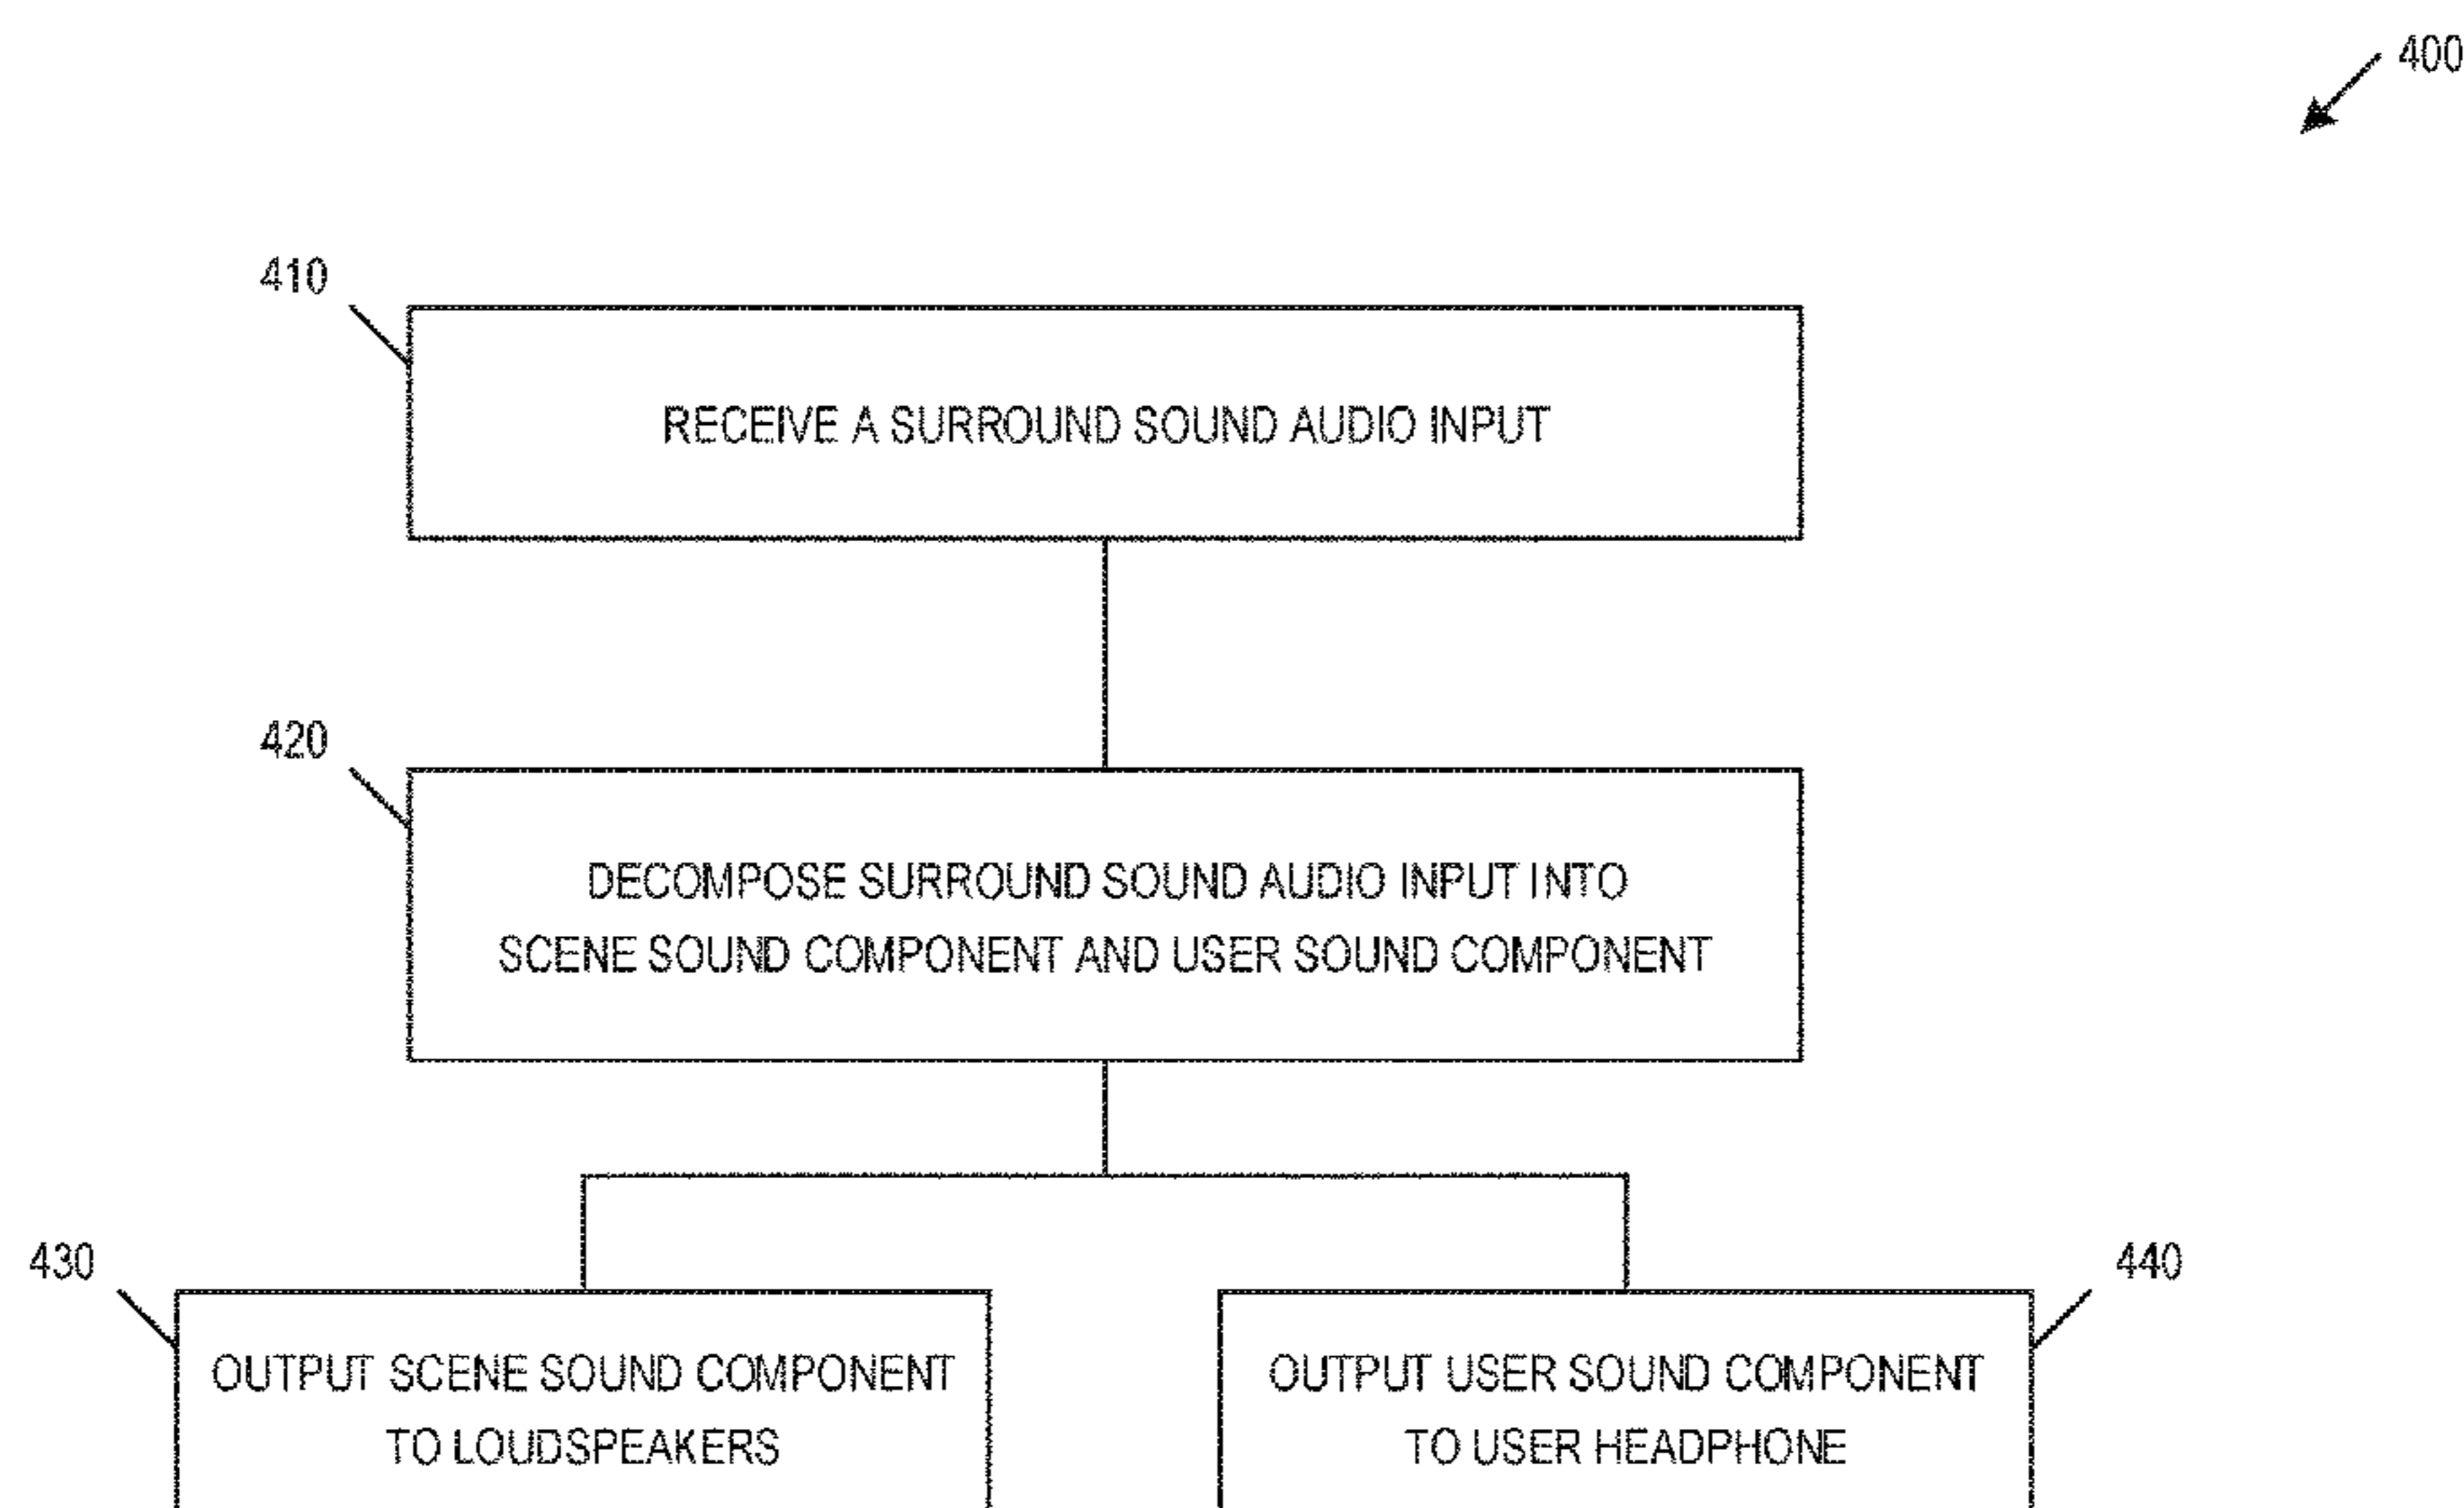 400
410
RECEIVE A SURROUND SOUND AUDIO INPUT
420
DECOMPOSE SURROUND SOUND AUDIO INPUT INTO
SCENE SOUND COMPONENT AND USER SOUND COMPONENT
430
OUTPUT SCENE SOUND COMPONENT
TO LOUDSPEAKERS
440
OUTPUT USER SOUND COMPONENT
TO USER HEADPHONE